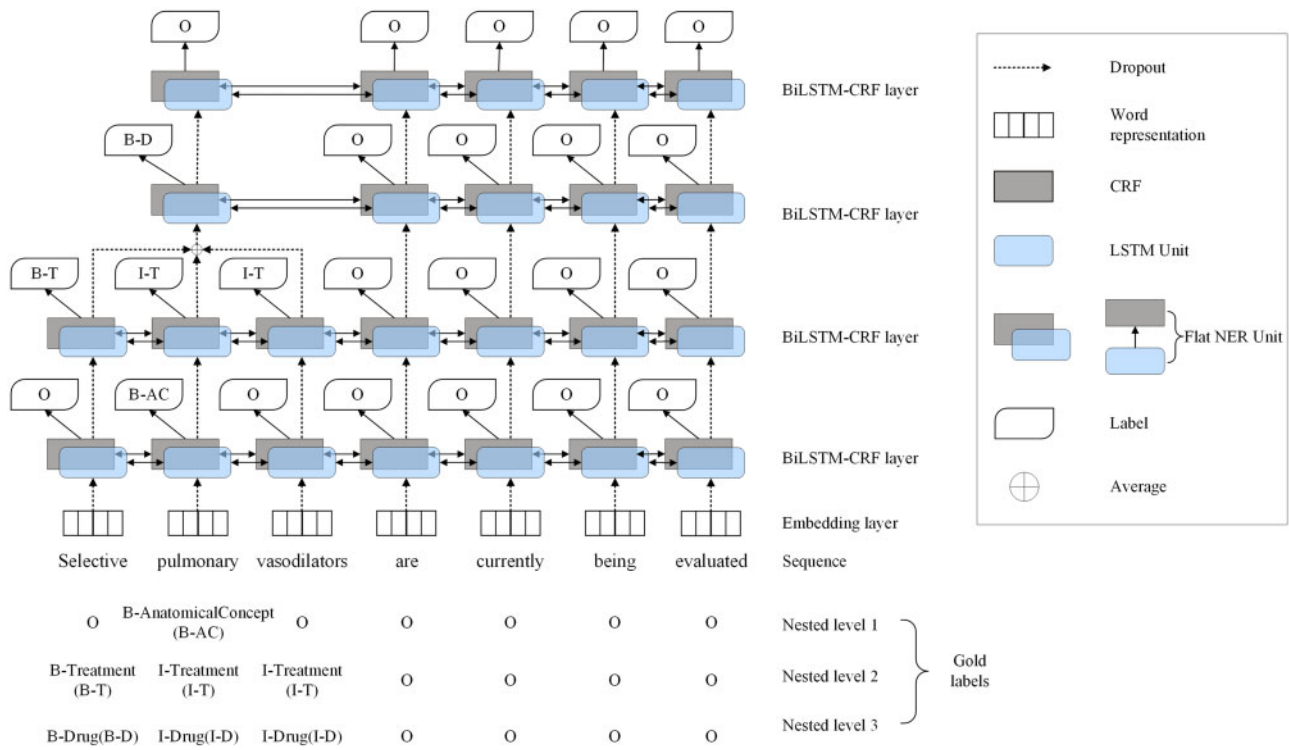 O O O O O
BiLSTM-CRF layer
B-D O O O O
BiLSTM-CRF layer
B-T I-T I-T O O O O
BiLSTM-CRF layer
O B-AC O O O O O
BiLSTM-CRF layer
Embedding layer
Selective pulmonary vasodilators are currently being evaluated Sequence
O B-AnatomicalConcept O O O O O Nested level 1
(B-AC)
B-Treatment I-Treatment I-Treatment O O O O Nested level 2
(B-T) (I-T) (I-T)
B-Drug(B-D) I-Drug(I-D) I-Drug(I-D) O O O O Nested level 3
Gold
labels
Dropout
Word
representation
CRF
LSTM Unit
Flat NER Unit
Label
Average